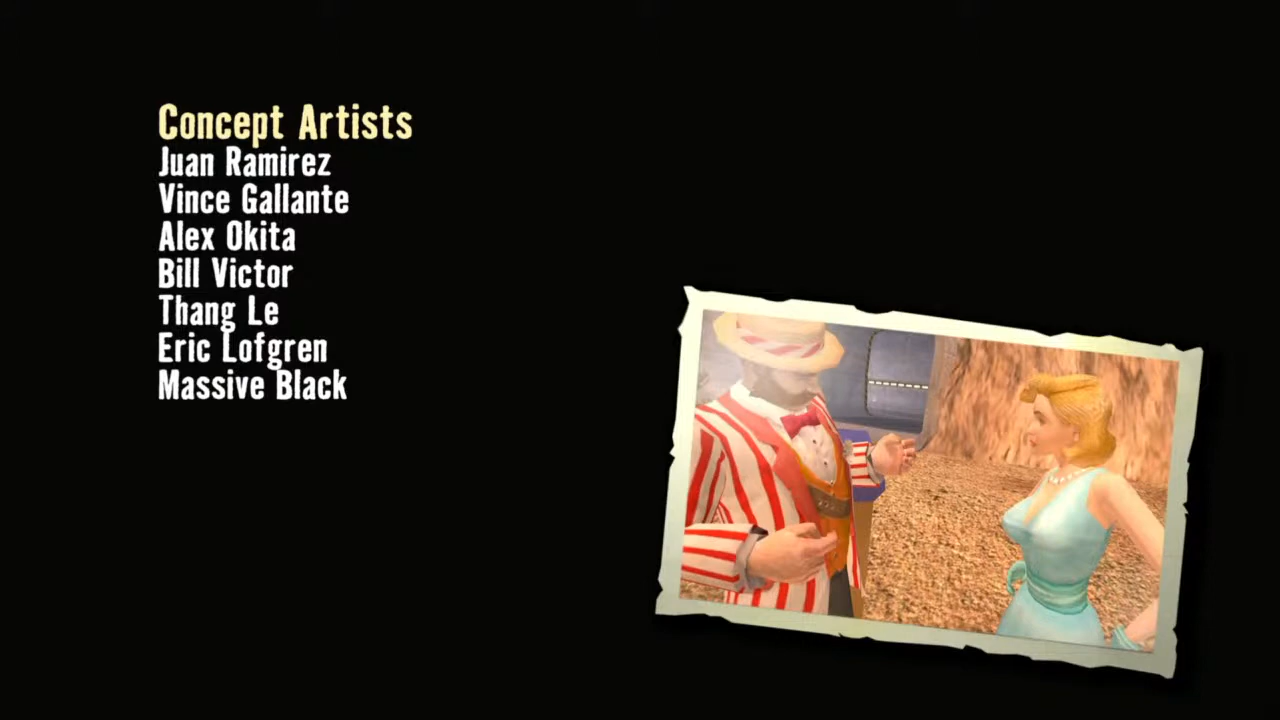 Concept Artists
Juan Ramirez
Vince Gallante
Alex Okita
Bill Victor
Thang Le
Eric Lofgren
Massive Black